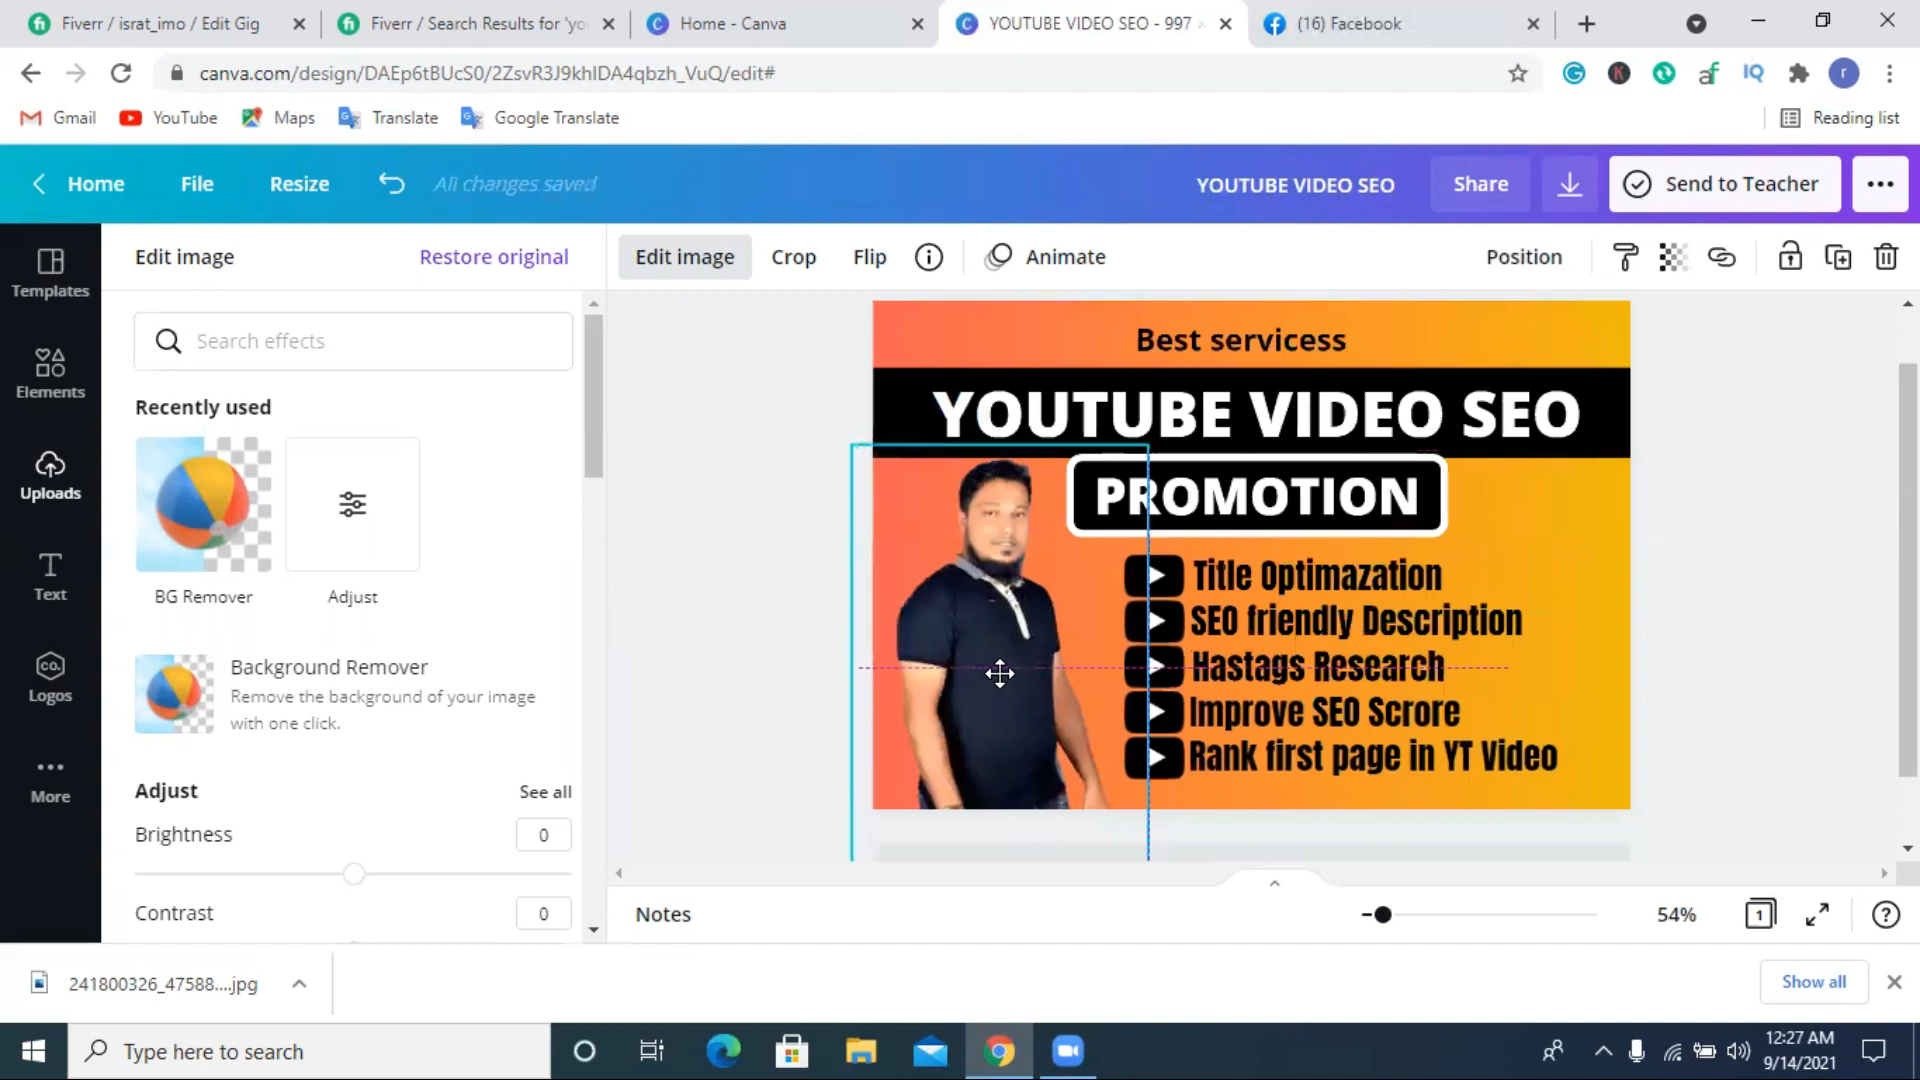 Fiverr / israt_imo / Edit Gig
Fiverr / Search Results for 'yo
Home - Canva
YOUTUBE VIDEO SEO - 997
(16) Facebook
canva.com/design/DAEp6tBUcS0/2ZsvR3J9khIDA4qbzh_VuQ/edit#
Gmail
YouTube
Maps
Translate
Google Translate
Reading list
Home
File
Resize
All changes saved
YOUTUBE VIDEO SEO
Share
Send to Teacher
Templates
Elements
Uploads
Text
Logos
More
Edit image
Restore original
Search effects
Recently used
BG Remover
Adjust
Background Remover
Remove the background of your image
with one click.
Adjust
See all
Brightness
0
Contrast
0
Edit image
Crop
Flip
Animate
Position
Best servicess
YOUTUBE VIDEO SEO
PROMOTION
Title Optimazation
SEO friendly Description
Hastags Research
Improve SEO Scrore
Rank first page in YT Video
Notes
54%
1
241800326_47588....jpg
Show all
Type here to search
12:27 AM
9/14/2021